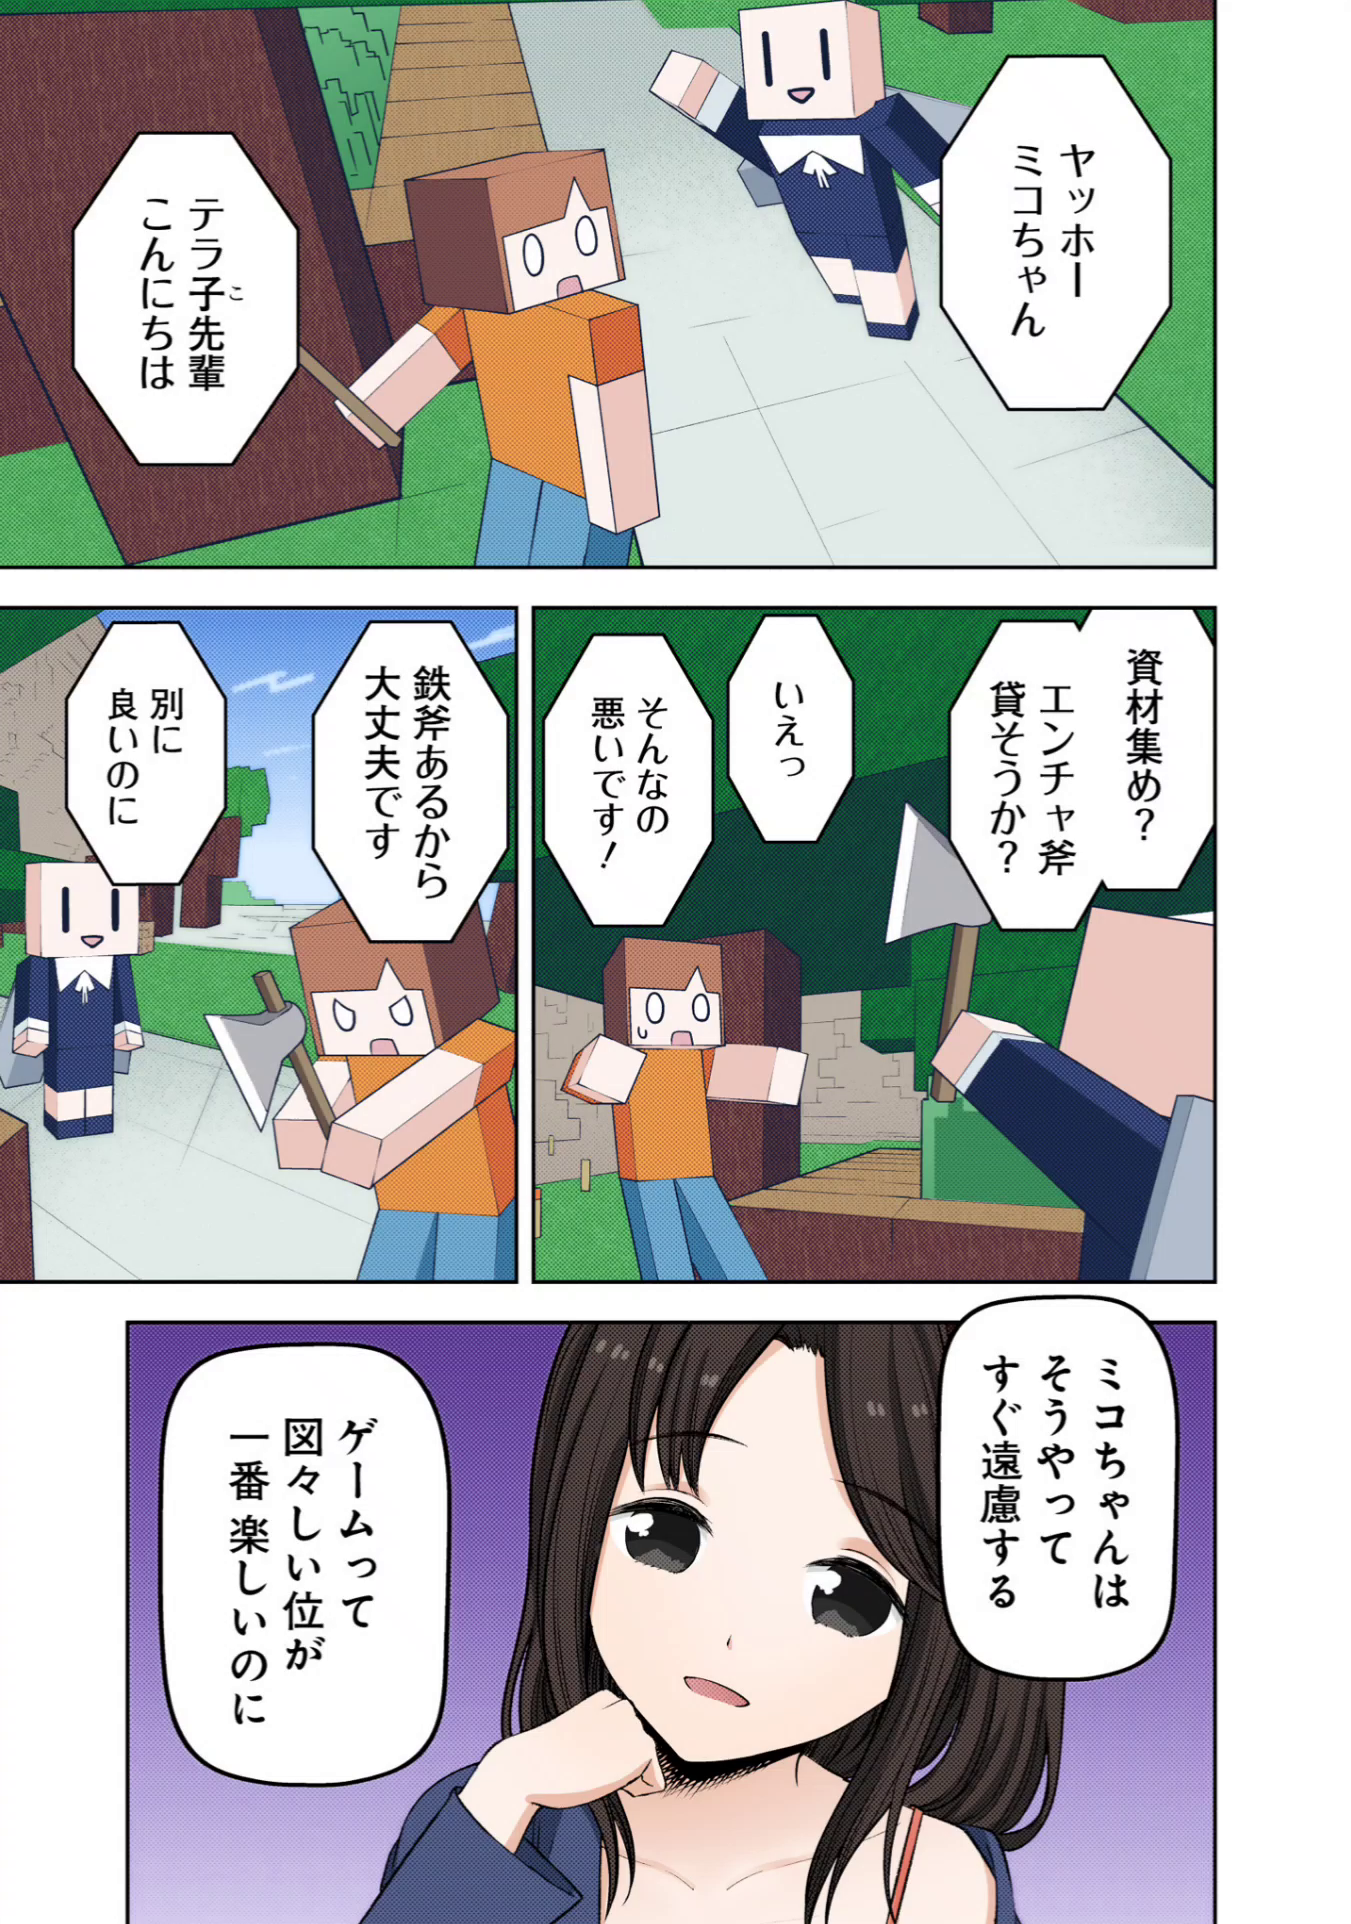 ヤッホー
ミコちゃん
テラ子先輩
こ
こんにちは
資材集め？
エンチャ斧
貸そうか？
いえっ
そんなの
悪いです！
鉄斧あるから
大丈夫です
別に
良いのに
ミコちゃんは
そうやって
すぐ遠慮する
ゲームって
図々しい位が
一番楽しいのに